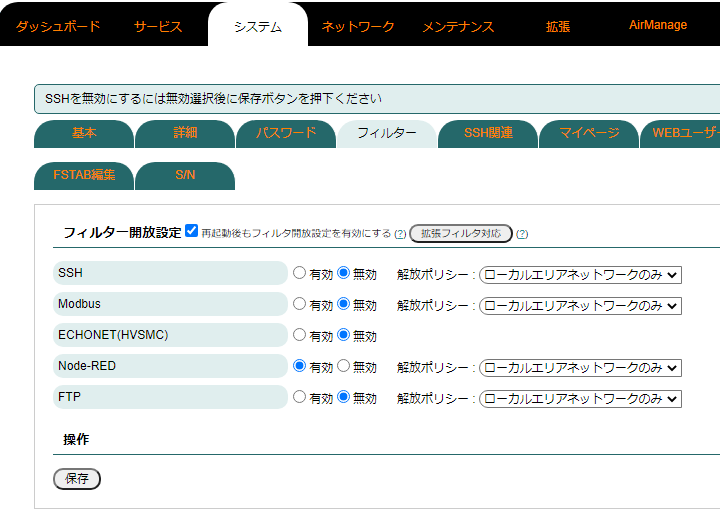 ダッシュボード サービス システム ネットワーク メンテナンス 拡張 AirManage
SSHを無効にするには無効選択後に保存ボタンを押下ください
基本 詳細 パスワード フィルター SSH関連 マイページ WEBユーザー
FSTAB編集 S/N
フィルター開放設定 再起動後もフィルタ開放設定を有効にする (?) 拡張フィルタ対応 (?)
SSH 有効 無効 解放ポリシー : ローカルエリアネットワークのみ
Modbus 有効 無効 解放ポリシー : ローカルエリアネットワークのみ
ECHONET(HVSMC) 有効 無効
Node-RED 有効 無効 解放ポリシー : ローカルエリアネットワークのみ
FTP 有効 無効 解放ポリシー : ローカルエリアネットワークのみ
操作
保存